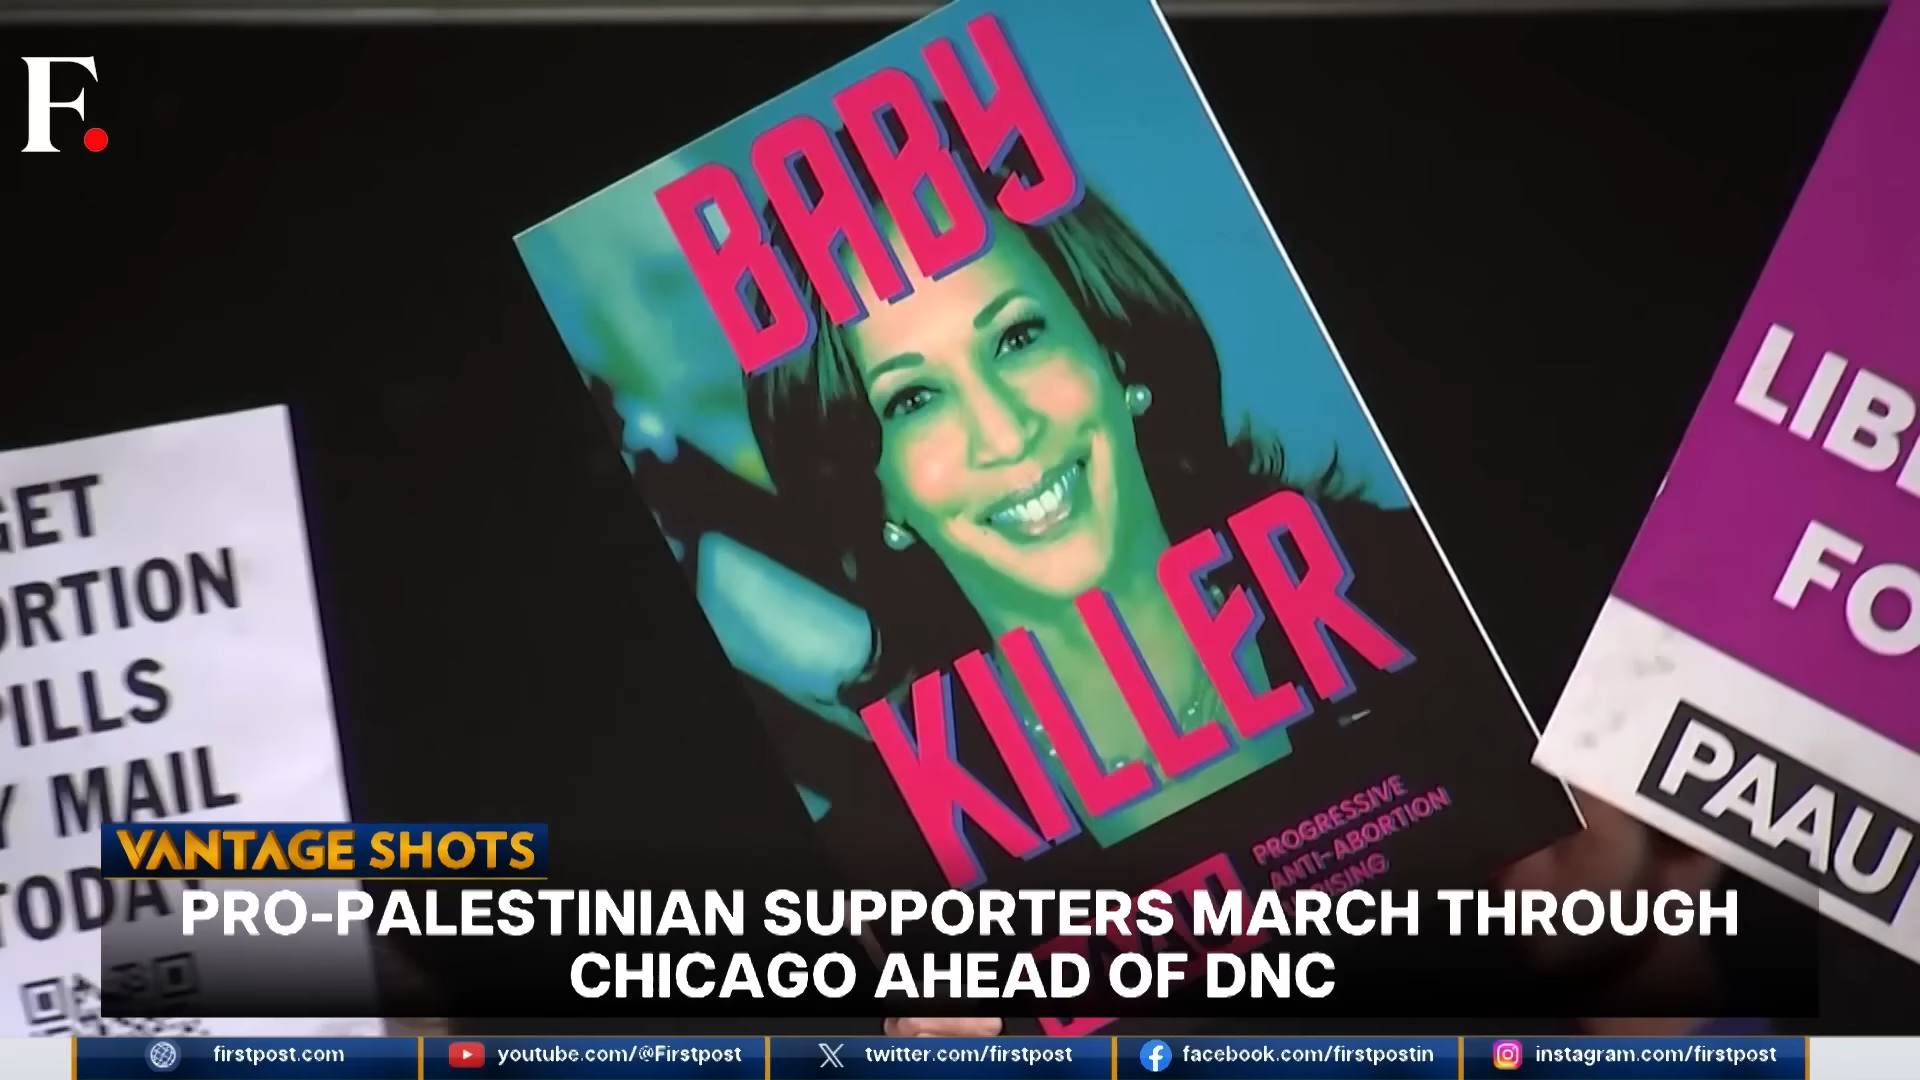 F.
BABY
KILLER
PROGRESSIVE
ANTI-ABORTION
GET
PILLS
MAIL
TODAY
LIB
FO
PAAU
VANTAGE SHOTS
PRO-PALESTINIAN SUPPORTERS MARCH THROUGH
CHICAGO AHEAD OF DNC
firstpost.com
youtube.com/@Firstpost
twitter.com/firstpost
facebook.com/firstpostin
instagram.com/firstpost